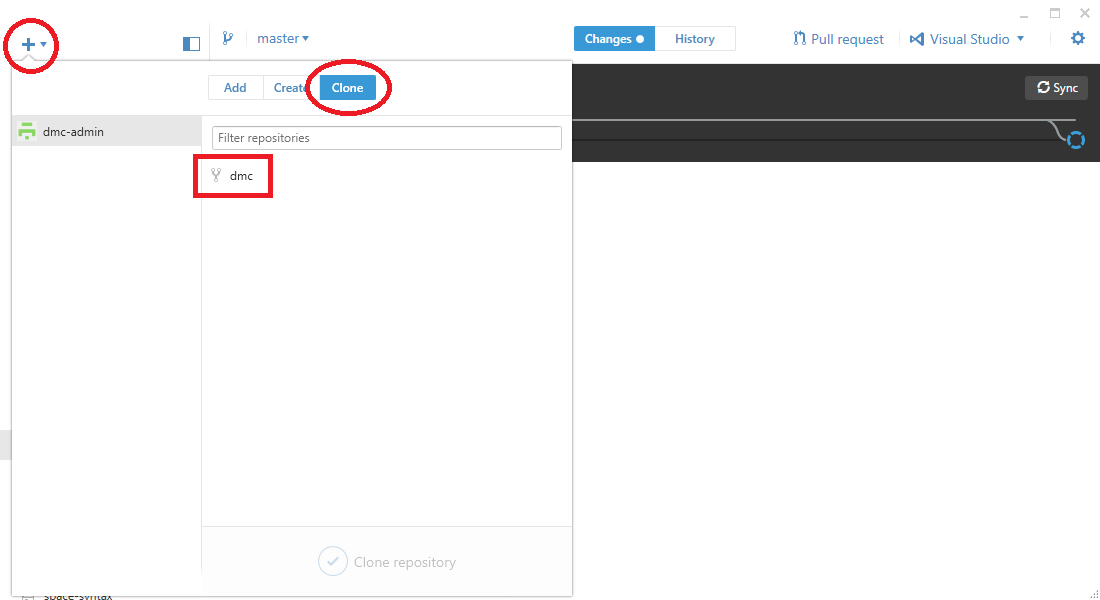 master
Changes
History
Pull request
Visual Studio
Add
Create
Clone
Sync
dmc-admin
Filter repositories
dmc
Clone repository
space-syntax